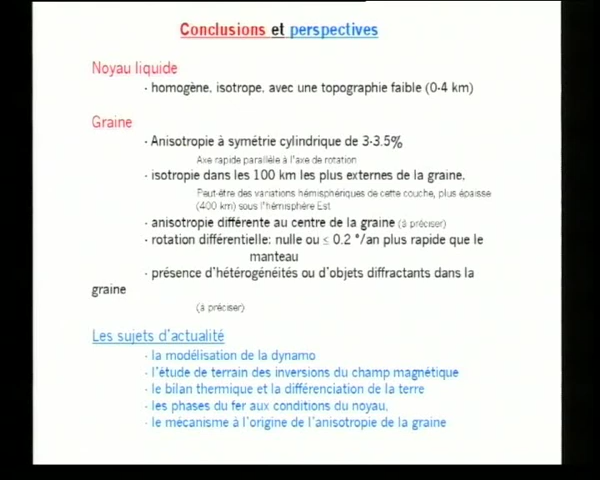 Conclusions et perspectives
Noyau liquide
- homogène, isotrope, avec une topographie faible (0-4 km)
Graine
- Anisotropie à symétrie cylindrique de 3-3.5%
Axe rapide parallèle à l'axe de rotation
- isotropie dans les 100 km les plus externes de la graine,
Peut-être des variations hémisphériques de cette couche, plus épaisse
(400 km) sous l'hémisphère Est
- anisotropie différente au centre de la graine (à préciser)
- rotation différentielle: nulle ou ≤ 0.2 °/an plus rapide que le
manteau
- présence d'hétérogénéités ou d'objets diffractants dans la
graine
(à préciser)
Les sujets d'actualité
- la modélisation de la dynamo
- l'étude de terrain des inversions du champ magnétique
- le bilan thermique et la différenciation de la terre
- les phases du fer aux conditions du noyau,
- le mécanisme à l'origine de l'anisotropie de la graine